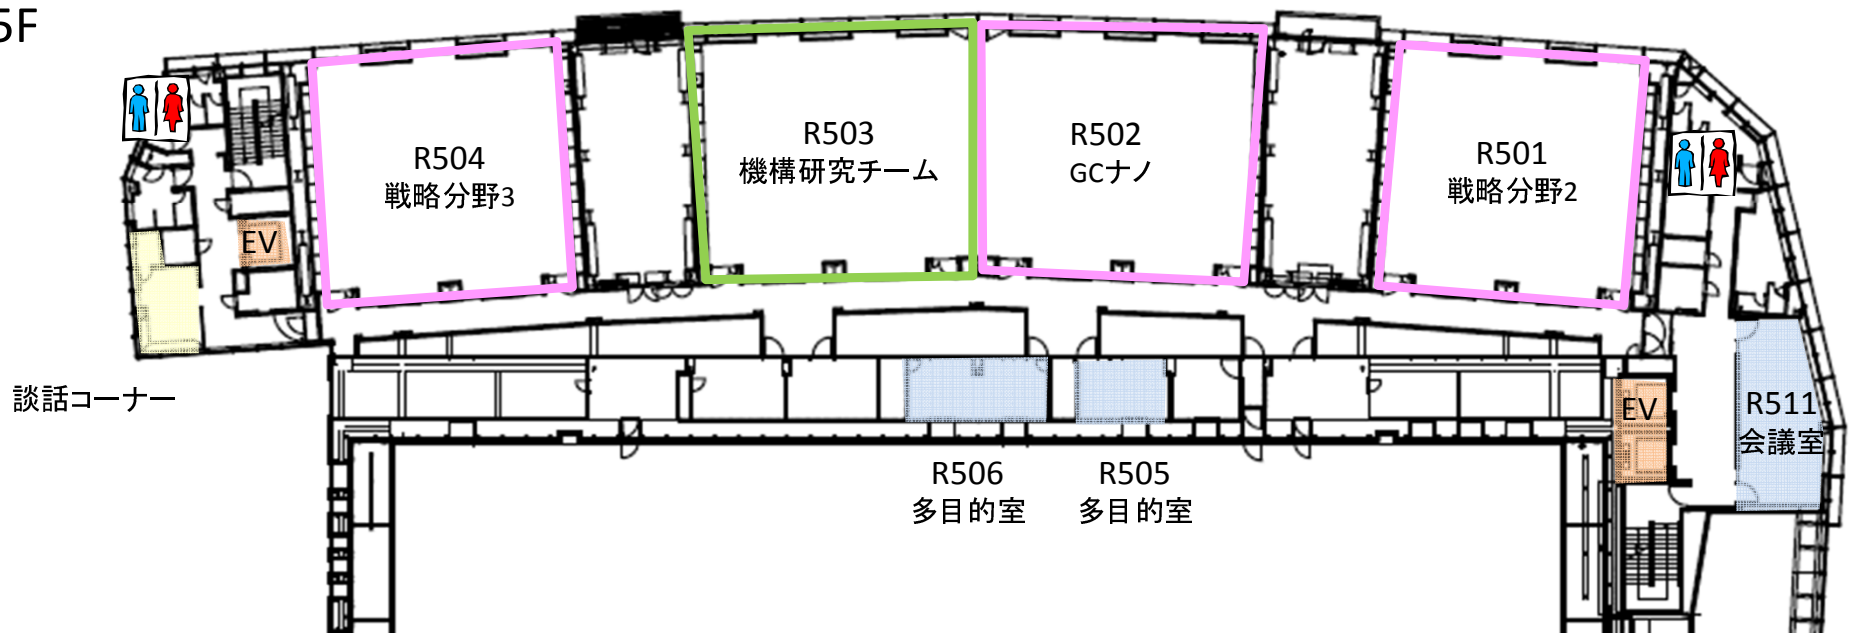 5F
R504
戦略分野3
R503
機構研究チーム
R502
GCナノ
R501
戦略分野2
EV
談話コーナー
EV
R511
会議室
R506
多目的室
R505
多目的室